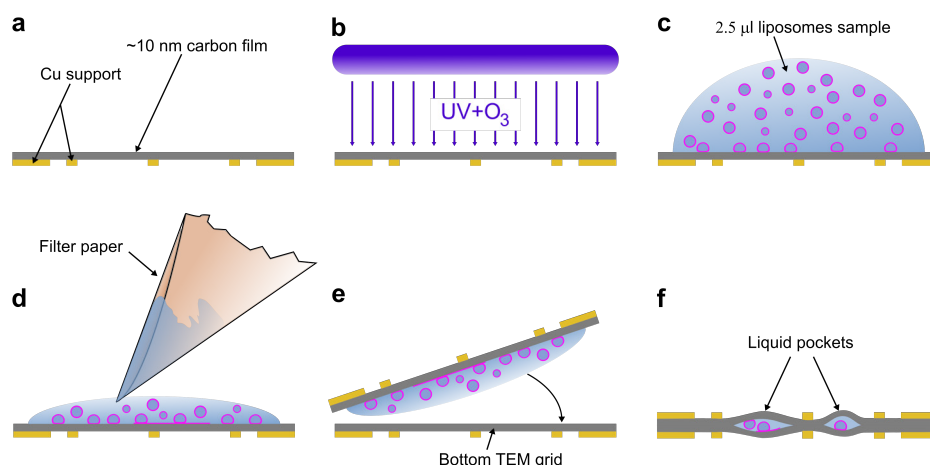 a
~10 nm carbon film
Cu support
b
UV+O3
c
2.5 µl liposomes sample
d
Filter paper
e
Bottom TEM grid
f
Liquid pockets